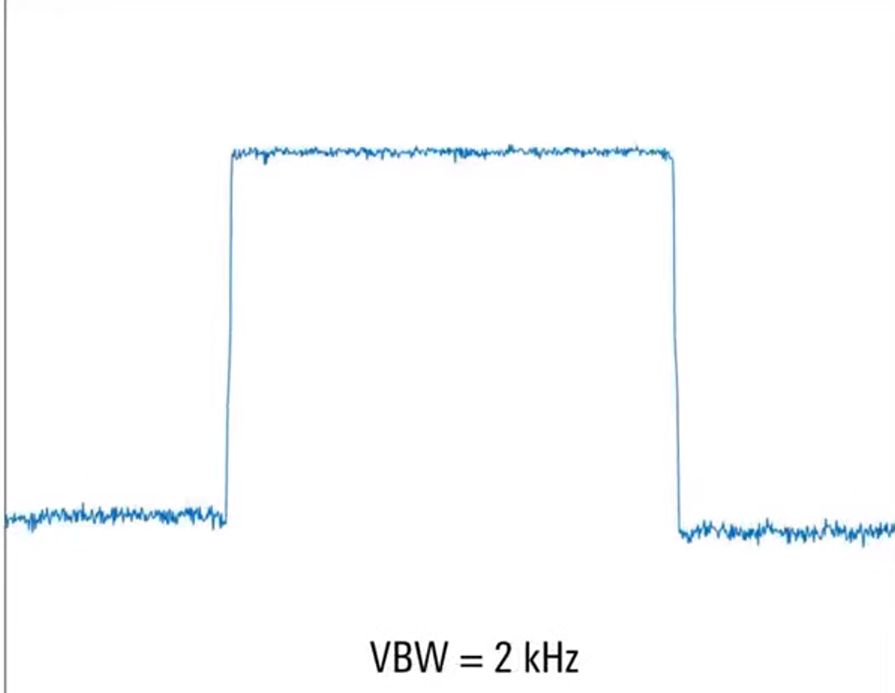 VBW = 2 kHz